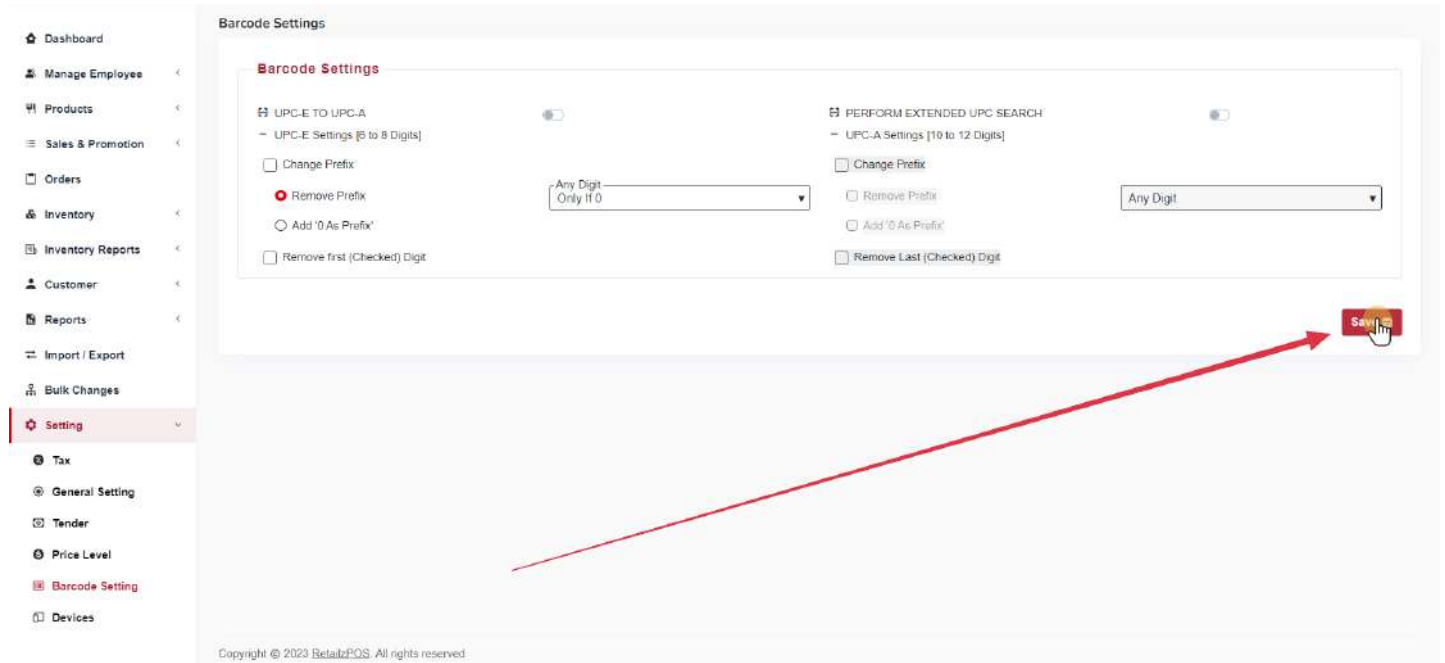 Barcode Settings
Dashboard
Manage Employee
Products
Sales & Promotion
Orders
Inventory
Inventory Reports
Customer
Reports
Import / Export
Bulk Changes
Setting
Tax
General Setting
Tender
Price Level
Barcode Setting
Devices
Barcode Settings
UPC-E TO UPC-A
UPC-E Settings [6 to 8 Digits]
Change Prefix
Remove Prefix
Any Digit
Only If 0
Add '0 As Prefix'
Remove first (Checked) Digit
PERFORM EXTENDED UPC SEARCH
UPC-A Settings [10 to 12 Digits]
Change Prefix
Remove Prefix
Any Digit
Add '0 As Prefix'
Remove Last (Checked) Digit
Copyright © 2023 RetailzPOS. All rights reserved